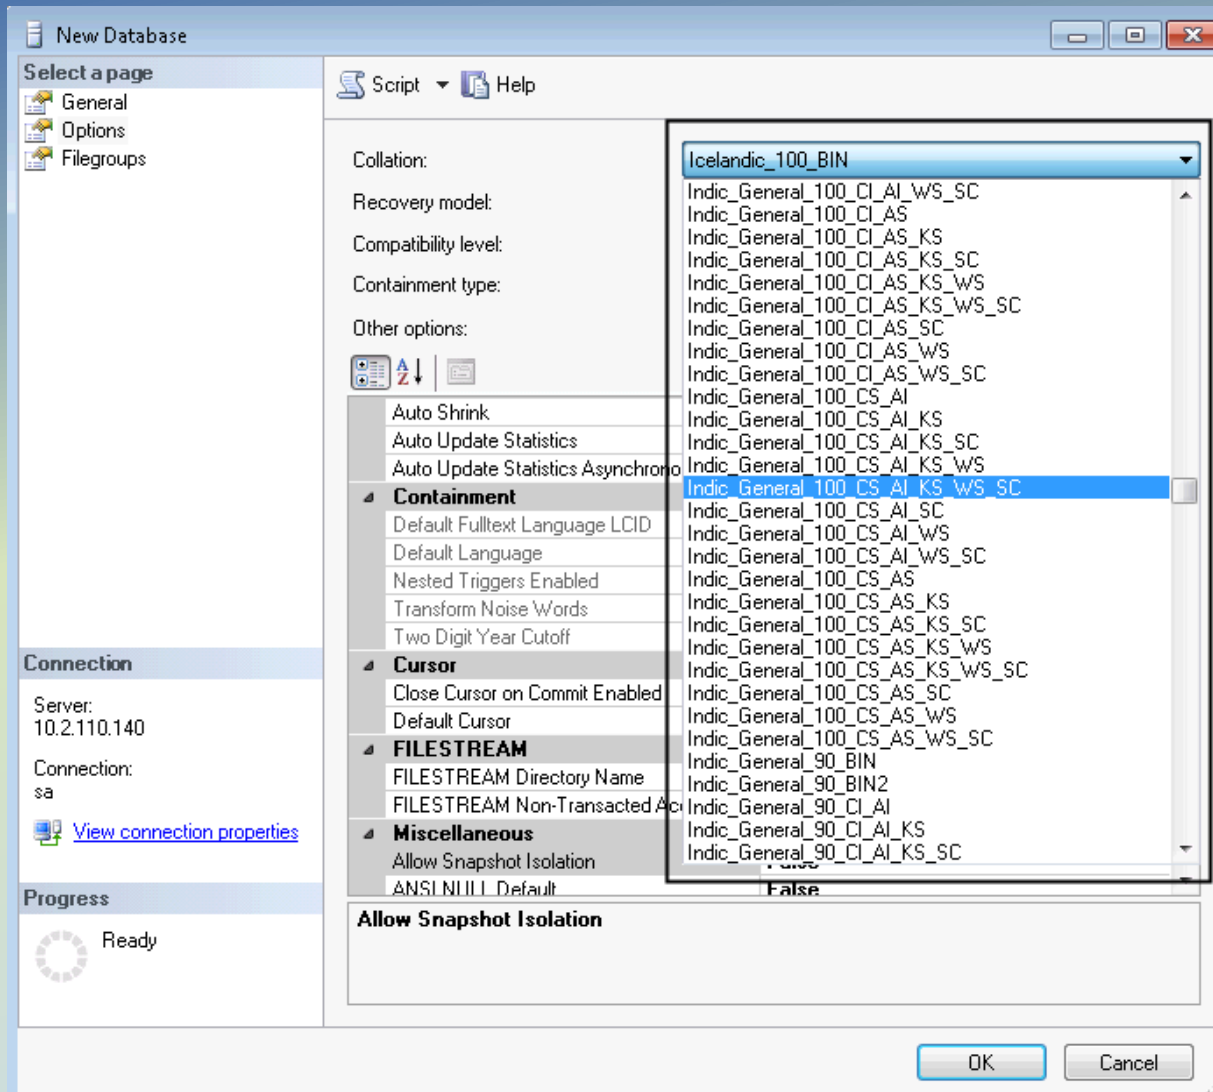 New Database
Select a page
General
Options
Filegroups
Script
Help
Collation:
Icelandic_100_BIN
Recovery model:
Compatibility level:
Containment type:
Other options:
Indic_General_100_CI_AI_WS_SC
Indic_General_100_CI_AS
Indic_General_100_CI_AS_KS
Indic_General_100_CI_AS_KS_SC
Indic_General_100_CI_AS_KS_WS
Indic_General_100_CI_AS_KS_WS_SC
Indic_General_100_CI_AS_SC
Indic_General_100_CI_AS_WS
Indic_General_100_CI_AS_WS_SC
Indic_General_100_CS_AI
Indic_General_100_CS_AI_KS
Indic_General_100_CS_AI_KS_SC
Indic_General_100_CS_AI_KS_WS
Indic_General_100_CS_AI_KS_WS_SC
Indic_General_100_CS_AI_SC
Indic_General_100_CS_AI_WS
Indic_General_100_CS_AI_WS_SC
Indic_General_100_CS_AS
Indic_General_100_CS_AS_KS
Indic_General_100_CS_AS_KS_SC
Indic_General_100_CS_AS_KS_WS
Indic_General_100_CS_AS_KS_WS_SC
Indic_General_100_CS_AS_SC
Indic_General_100_CS_AS_WS
Indic_General_100_CS_AS_WS_SC
Indic_General_90_BIN
Indic_General_90_BIN2
Indic_General_90_CI_AI
Indic_General_90_CI_AI_KS
Indic_General_90_CI_AI_KS_SC
Auto Shrink
Auto Update Statistics
Auto Update Statistics Asynchrono
Containment
Default Fulltext Language LCID
Default Language
Nested Triggers Enabled
Transform Noise Words
Two Digit Year Cutoff
Cursor
Close Cursor on Commit Enabled
Default Cursor
FILESTREAM
FILESTREAM Directory Name
FILESTREAM Non-Transacted Acc
Miscellaneous
Allow Snapshot Isolation False
ANSI NULL Default False
Allow Snapshot Isolation
Connection
Server:
10.2.110.140
Connection:
sa
View connection properties
Progress
Ready
OK
Cancel